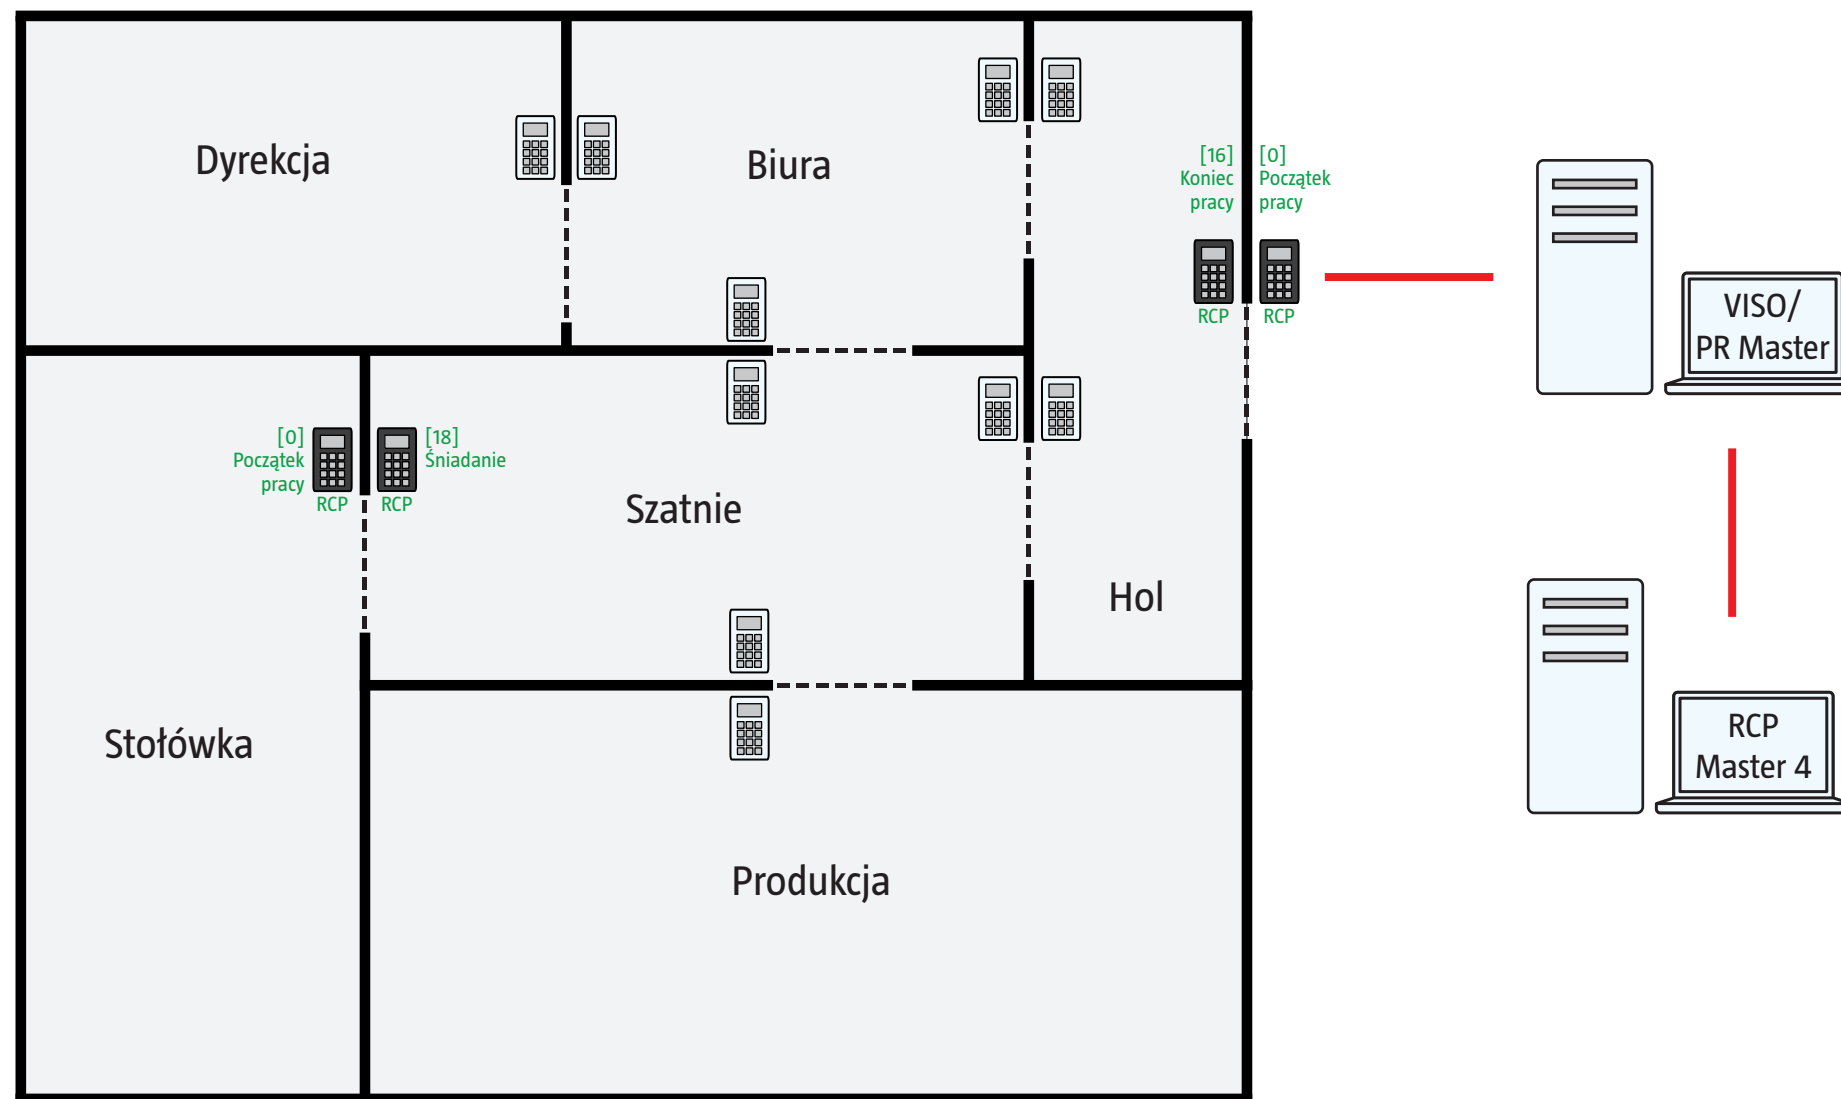 Dyrekcja
Biura
[16]
Koniec
pracy
RCP
[0]
Początek
pracy
RCP
VISO/
PR Master
[0]
Początek
pracy
RCP
[18]
Śniadanie
RCP
Szatnie
Hol
Stołówka
RCP
Master 4
Produkcja